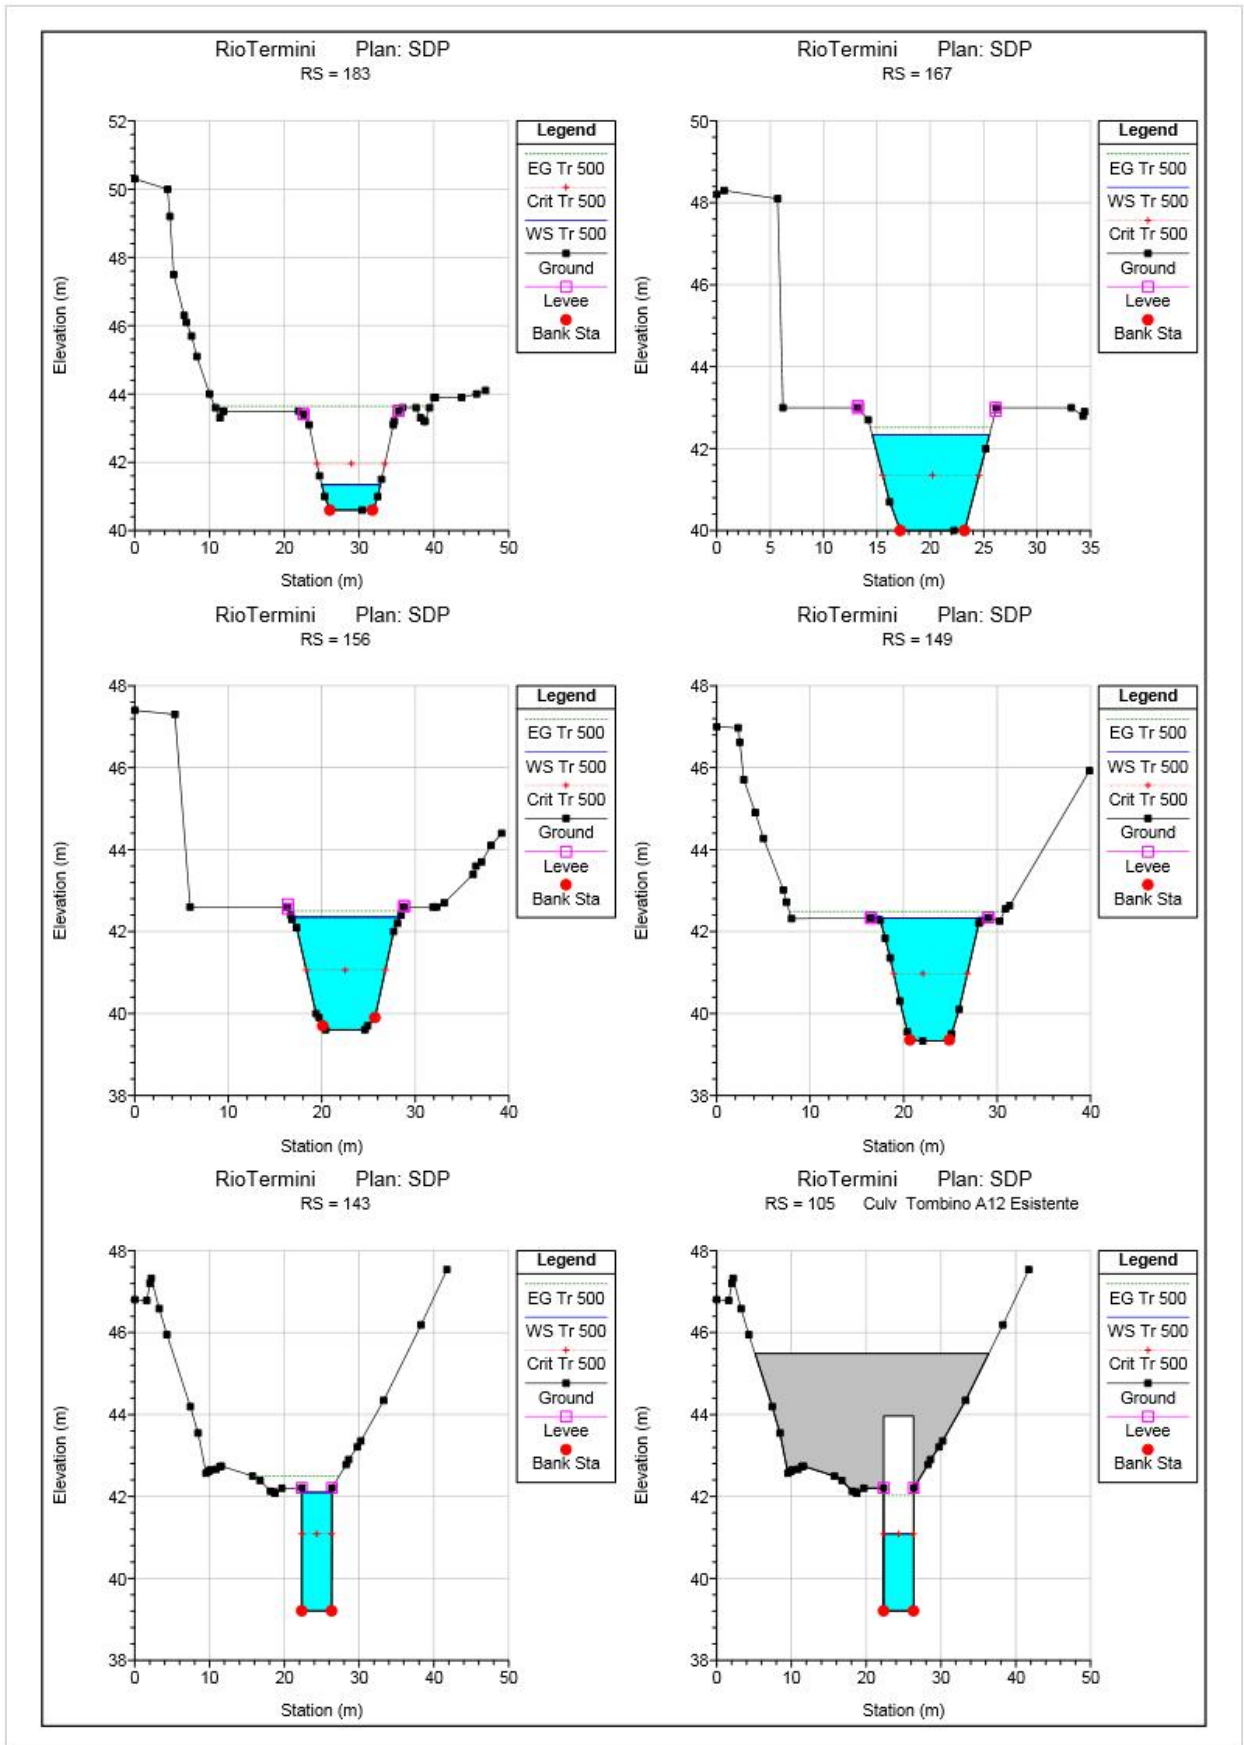 RioTermini Plan: SDP
RS = 183
Elevation (m)
52
50
48
46
44
42
40
0 10 20 30 40 50
Station (m)
Legend
EG Tr 500
Crit Tr 500
WS Tr 500
Ground
Levee
Bank Sta
RioTermini Plan: SDP
RS = 167
Elevation (m)
50
48
46
44
42
40
0 5 10 15 20 25 30 35
Station (m)
Legend
EG Tr 500
WS Tr 500
Crit Tr 500
Ground
Levee
Bank Sta
RioTermini Plan: SDP
RS = 156
Elevation (m)
48
46
44
42
40
38
0 10 20 30 40
Station (m)
Legend
EG Tr 500
WS Tr 500
Crit Tr 500
Ground
Levee
Bank Sta
RioTermini Plan: SDP
RS = 149
Elevation (m)
48
46
44
42
40
38
0 10 20 30 40
Station (m)
Legend
EG Tr 500
WS Tr 500
Crit Tr 500
Ground
Levee
Bank Sta
RioTermini Plan: SDP
RS = 143
Elevation (m)
48
46
44
42
40
38
0 10 20 30 40 50
Station (m)
Legend
EG Tr 500
WS Tr 500
Crit Tr 500
Ground
Levee
Bank Sta
RioTermini Plan: SDP
RS = 105 Culv Tombino A12 Esistente
Elevation (m)
48
46
44
42
40
38
0 10 20 30 40 50
Station (m)
Legend
EG Tr 500
WS Tr 500
Crit Tr 500
Ground
Levee
Bank Sta